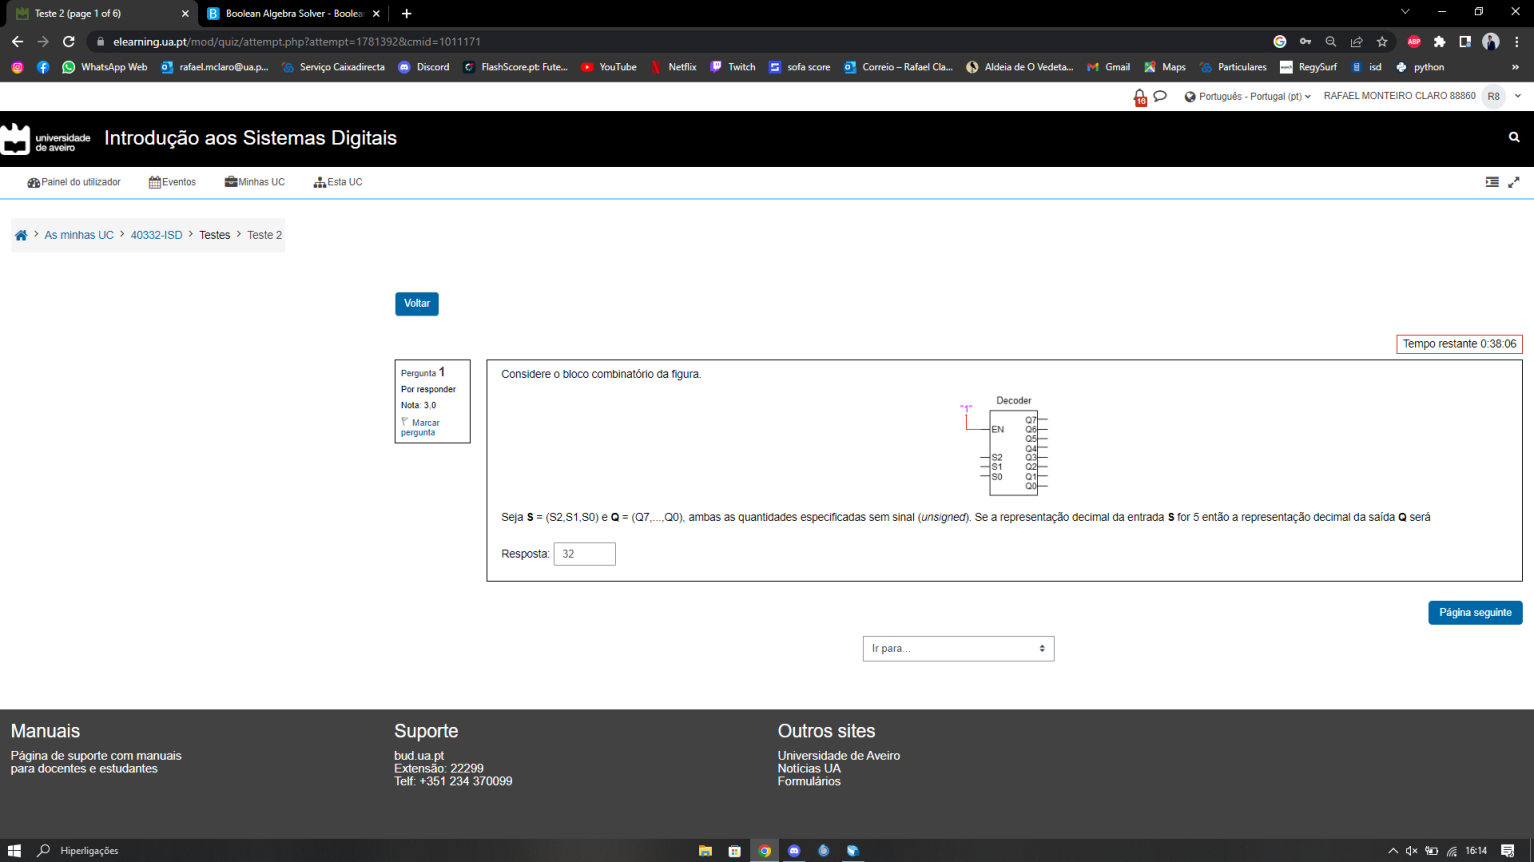 Teste 2 (page 1 of 6)
Boolean Algebra Solver - Boolea
elearning.ua.pt/mod/quiz/attempt.php?attempt=1781392&cmid=1011171
WhatsApp Web
rafael.mclaro@ua.p...
Serviço Caixadirecta
Discord
FlashScore.pt: Fute...
YouTube
Netflix
Twitch
sofa score
Correio – Rafael Cla...
Aldeia de O Vedeta...
Gmail
Maps
Particulares
RegySurf
isd
python
»
16
Português - Portugal (pt)
RAFAEL MONTEIRO CLARO 88860
R8
universidade
de aveiro
Introdução aos Sistemas Digitais
Painel do utilizador
Eventos
Minhas UC
Esta UC
As minhas UC
40332-ISD
Testes
Teste 2
Voltar
Tempo restante 0:38:06
Pergunta 1
Por responder
Nota: 3,0
Marcar
pergunta
Considere o bloco combinatório da figura.
Decoder
"1"
EN
S2
S1
S0
Q7
Q6
Q5
Q4
Q3
Q2
Q1
Q0
Seja S = (S2,S1,S0) e Q = (Q7,...,Q0), ambas as quantidades especificadas sem sinal (unsigned). Se a representação decimal da entrada S for 5 então a representação decimal da saída Q será
Resposta: 32
Página seguinte
Ir para...
Manuais
Página de suporte com manuais
para docentes e estudantes
Suporte
bud.ua.pt
Extensão: 22299
Telf: +351 234 370099
Outros sites
Universidade de Aveiro
Notícias UA
Formulários
Hiperligações
16:14